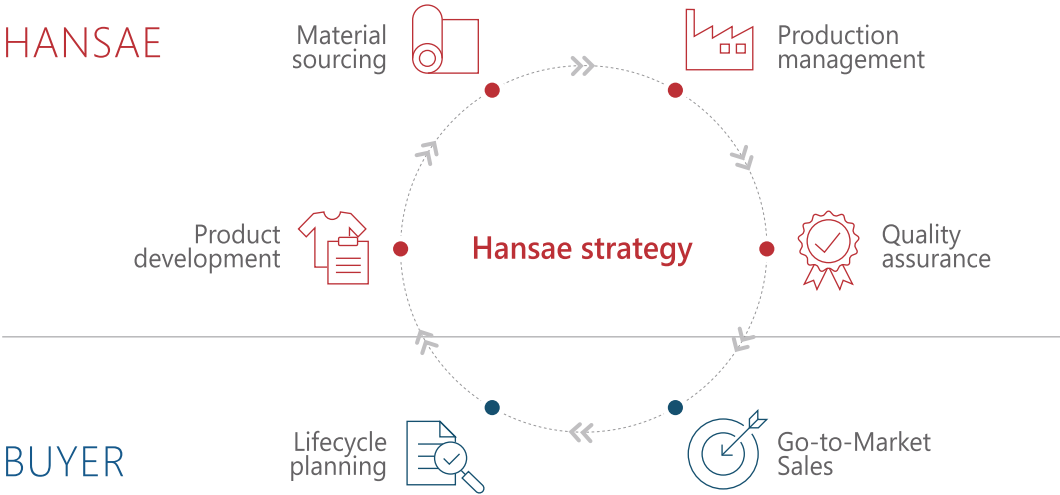 HANSAE
Material
sourcing
Production
management
Product
development
Hansae strategy
Quality
assurance
BUYER
Lifecycle
planning
Go-to-Market
Sales